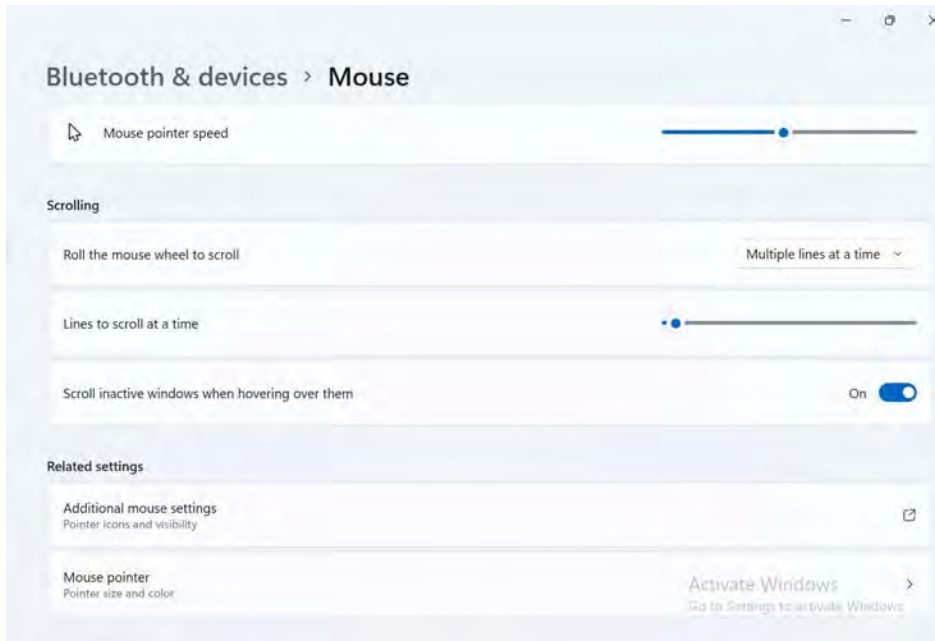 Bluetooth & devices > Mouse
Mouse pointer speed
Scrolling
Roll the mouse wheel to scroll
Multiple lines at a time
Lines to scroll at a time
Scroll inactive windows when hovering over them
On
Related settings
Additional mouse settings
Pointer icons and visibility
Mouse pointer
Pointer size and color
Activate Windows
Go to Settings to activate Windows